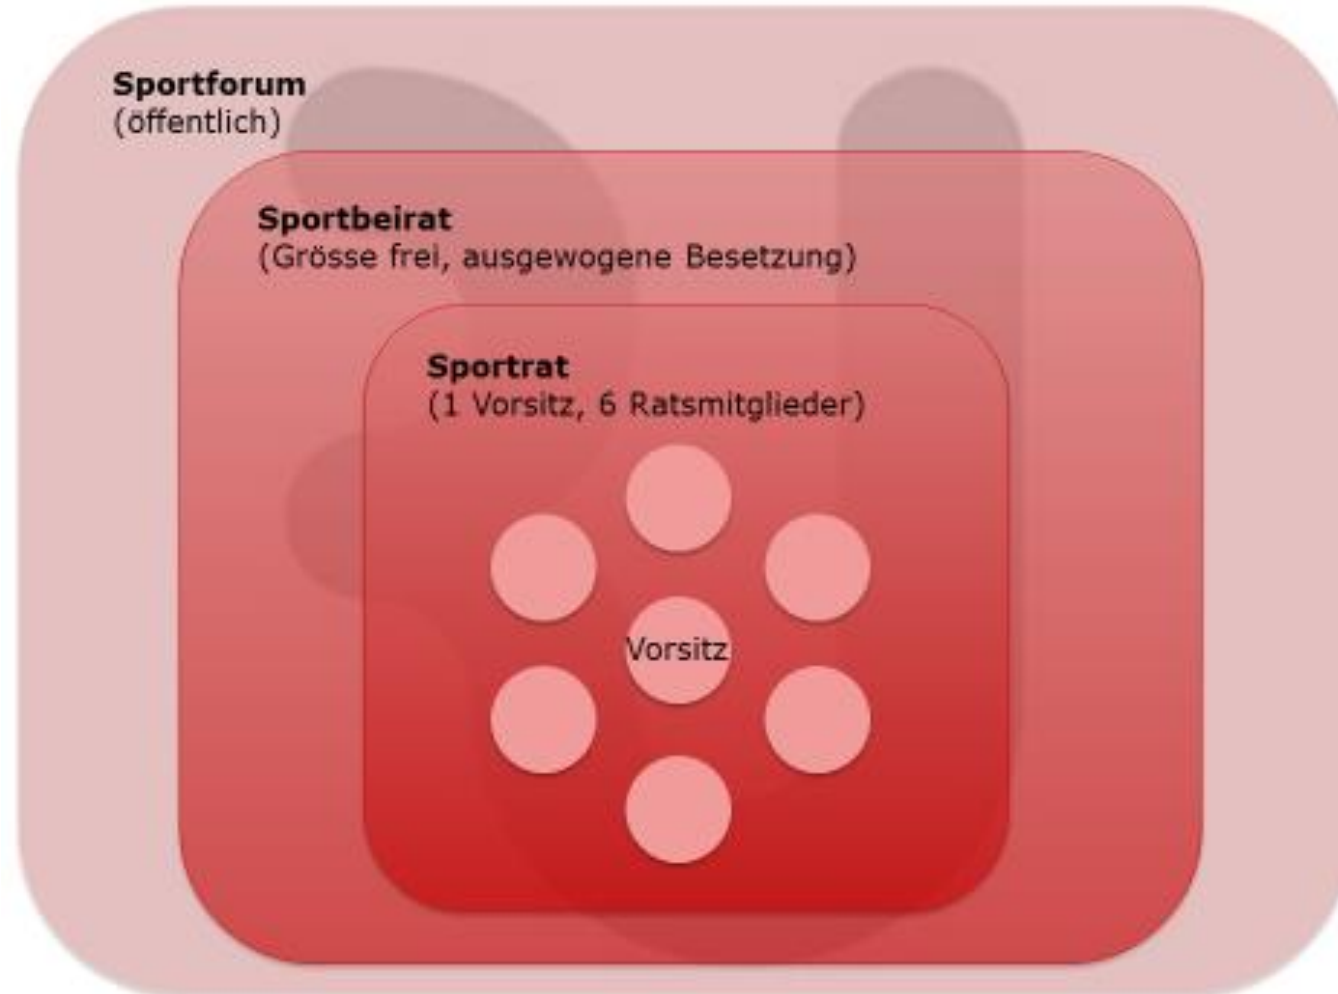 Sportforum
(öffentlich)
Sportbeirat
(Grösse frei, ausgewogene Besetzung)
Sportrat
(1 Vorsitz, 6 Ratsmitglieder)
Vorsitz